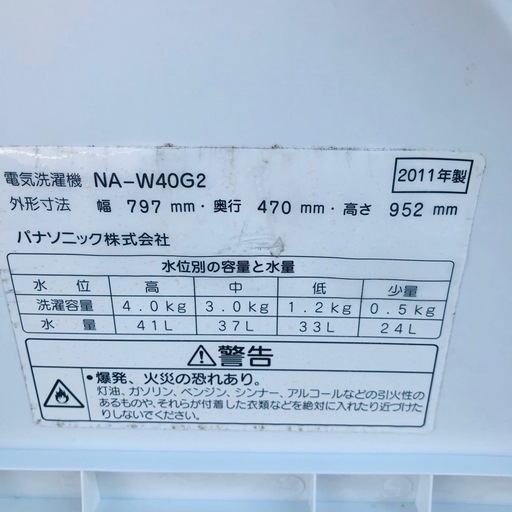 電気洗濯機 NA-W40G2 2011年製
外形寸法 幅 797 mm・奥行 470 mm・高さ 952 mm
パナソニック株式会社
水位別の容量と水量
水位 高 中 低 少量
洗濯容量 4.0kg 3.0kg 1.2kg 0.5kg
水量 41L 37L 33L 24L
⚠警告
●爆発、火災の恐れあり。
灯油、ガソリン、ベンジン、シンナー、アルコールなどの引火性の
あるものや、それらが付着した衣類などを絶対に入れたり近づけた
りしないでください。